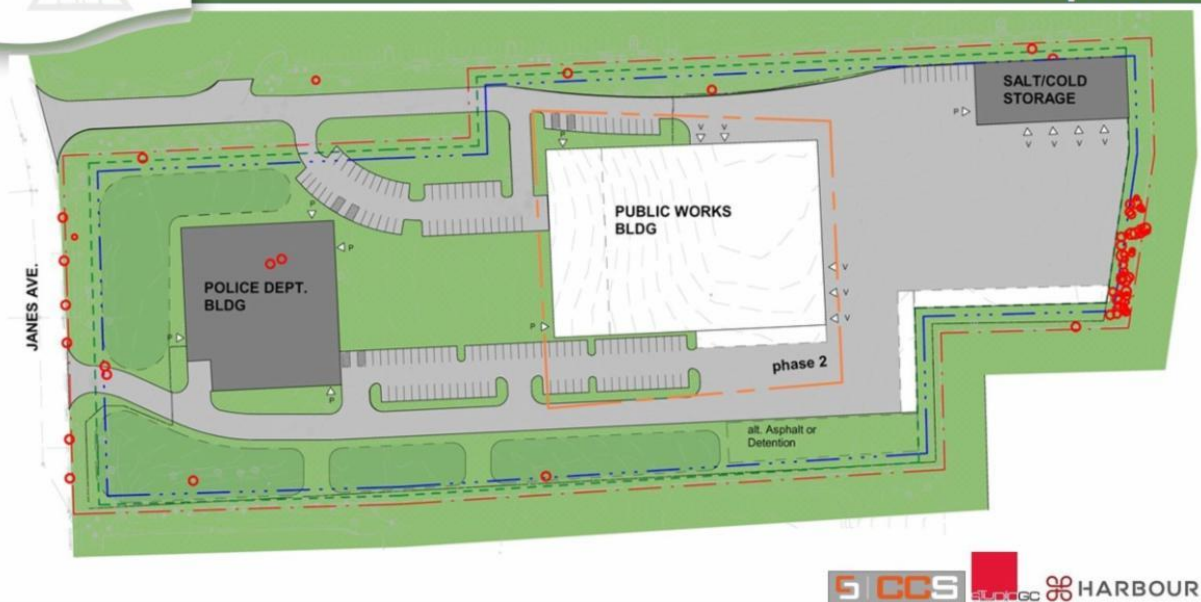 SALT/COLD
STORAGE
V V
P
V V V V
P
P
PUBLIC WORKS
BLDG
P
JANES AVE.
POLICE DEPT.
BLDG
V
V
V
P
P
P
phase 2
alt. Asphalt or
Detention
CCS
STUDIOGC
HARBOUR